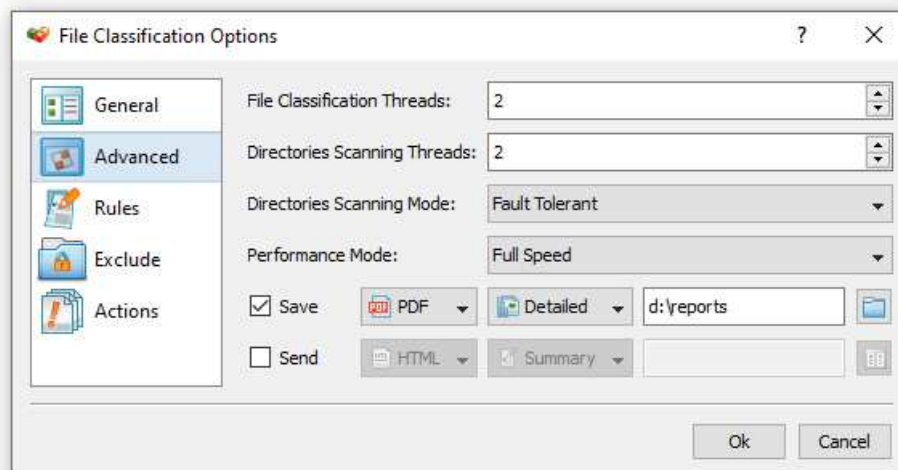 File Classification Options ?
General
Advanced
Rules
Exclude
Actions
File Classification Threads: 2
Directories Scanning Threads: 2
Directories Scanning Mode: Fault Tolerant
Performance Mode: Full Speed
Save PDF Detailed d:\reports
Send HTML Summary
Ok Cancel